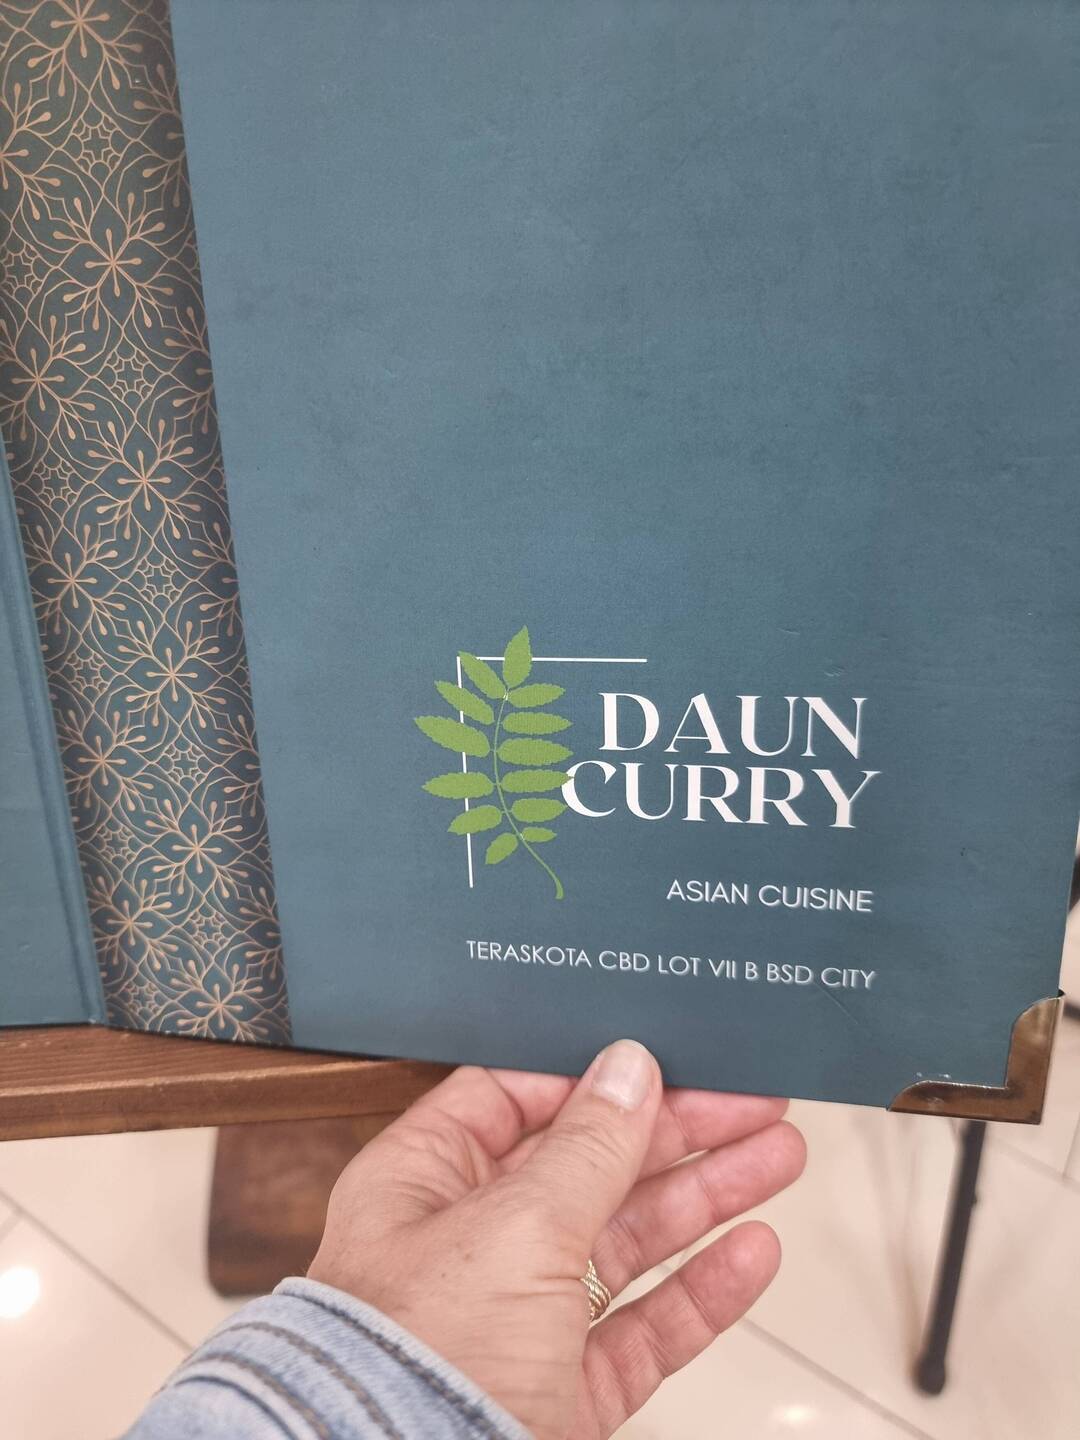 DAUN
CURRY
ASIAN CUISINE
TERASKOTA CBD LOT VII B BSD CITY